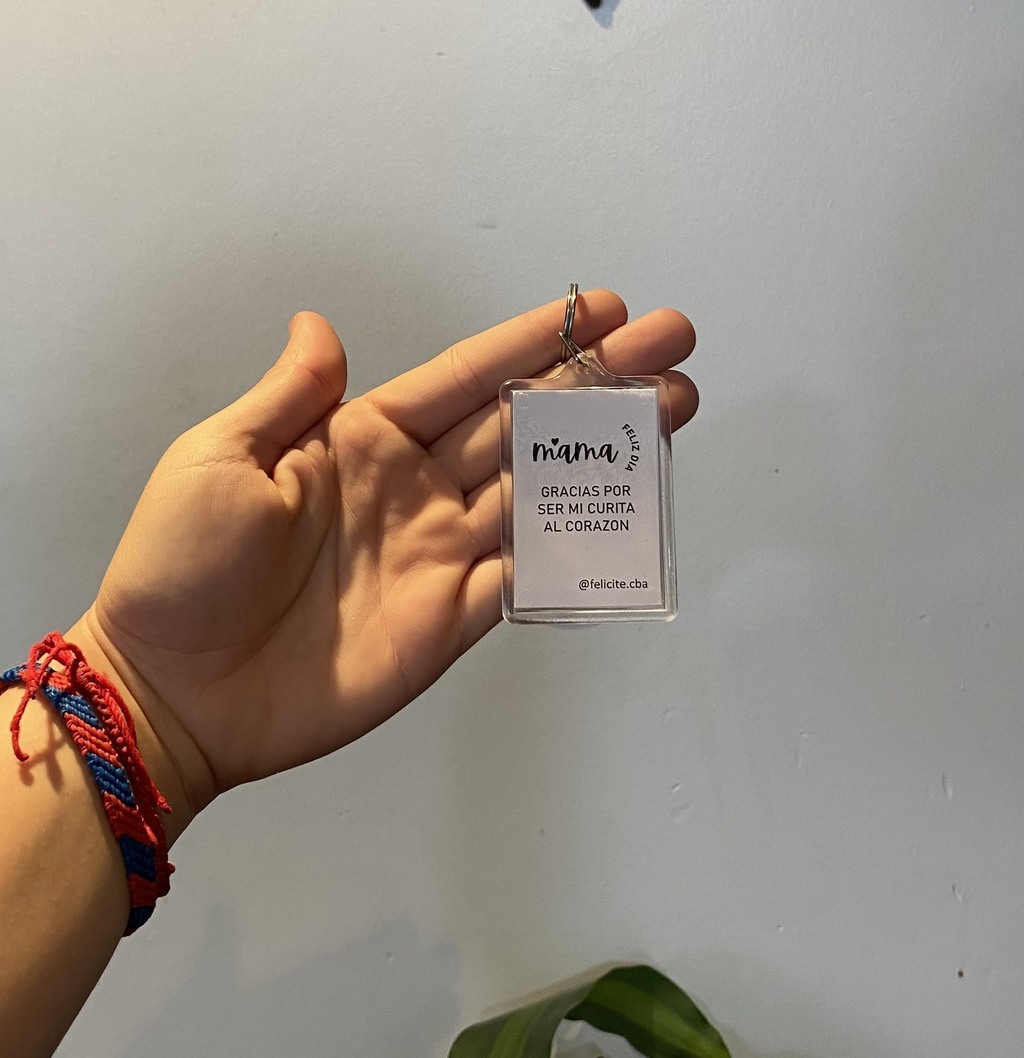 mama
FELIZ DIA
GRACIAS POR
SER MI CURITA
AL CORAZON
@felicite.cba